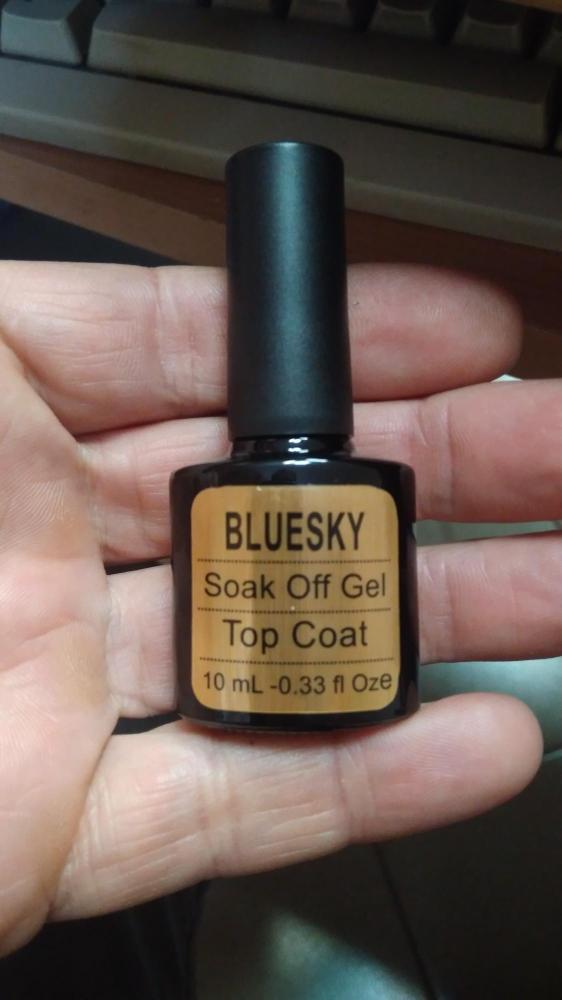 BLUESKY
Soak Off Gel
Top Coat
10 mL -0.33 fl Oze